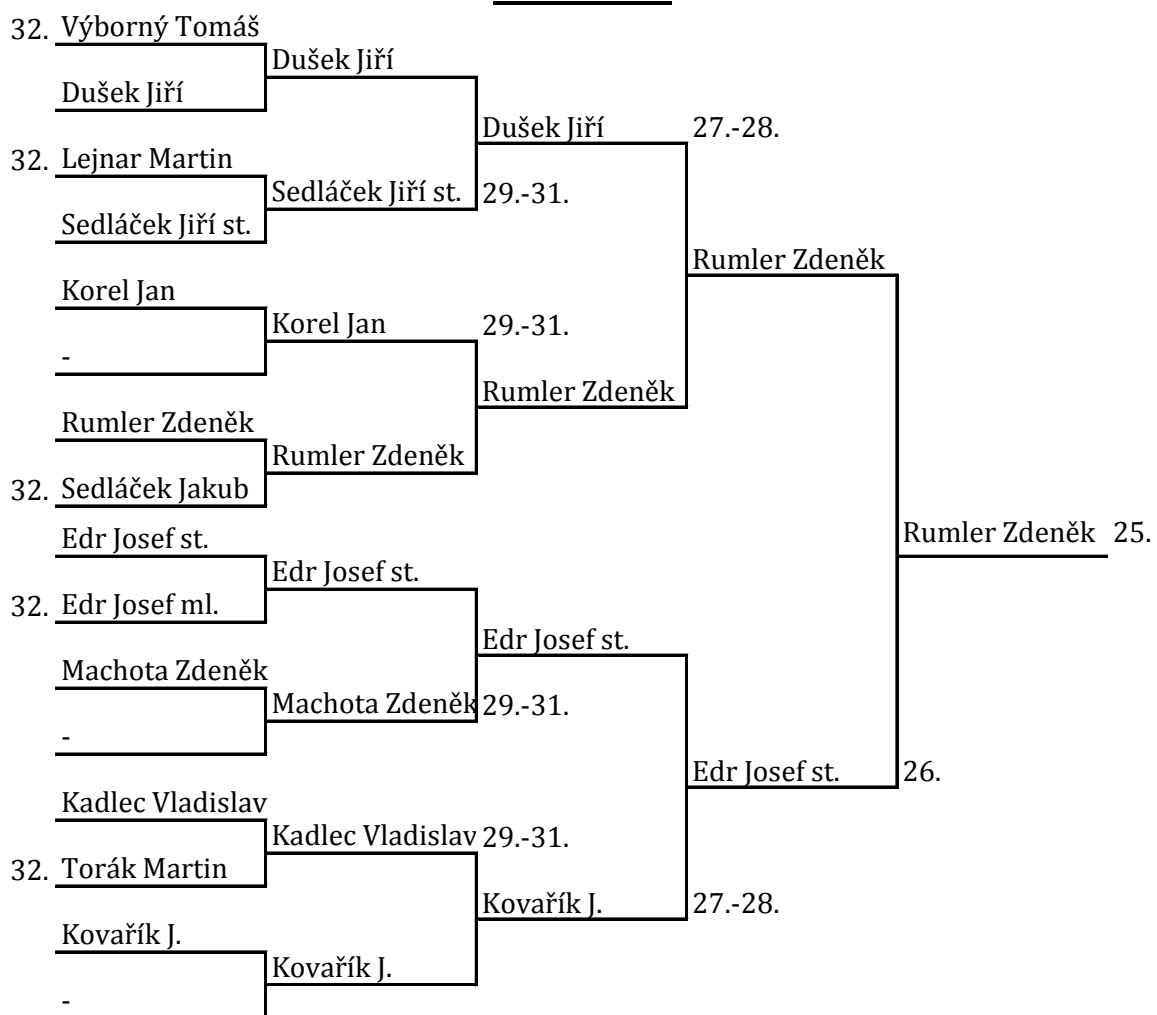 32. Výborný Tomáš
Dušek Jiří
Dušek Jiří
Dušek Jiří 27.-28.
32. Lejnar Martin
Sedláček Jiří st. 29.-31.
Sedláček Jiří st.
Rumler Zdeněk
Korel Jan
Korel Jan 29.-31.
-
Rumler Zdeněk
Rumler Zdeněk
Rumler Zdeněk
32. Sedláček Jakub
Rumler Zdeněk 25.
Edr Josef st.
Edr Josef st.
32. Edr Josef ml.
Edr Josef st.
Machota Zdeněk
Machota Zdeněk 29.-31.
-
Edr Josef st. 26.
Kadlec Vladislav
Kadlec Vladislav 29.-31.
32. Torák Martin
Kovařík J. 27.-28.
Kovařík J.
Kovařík J.
-